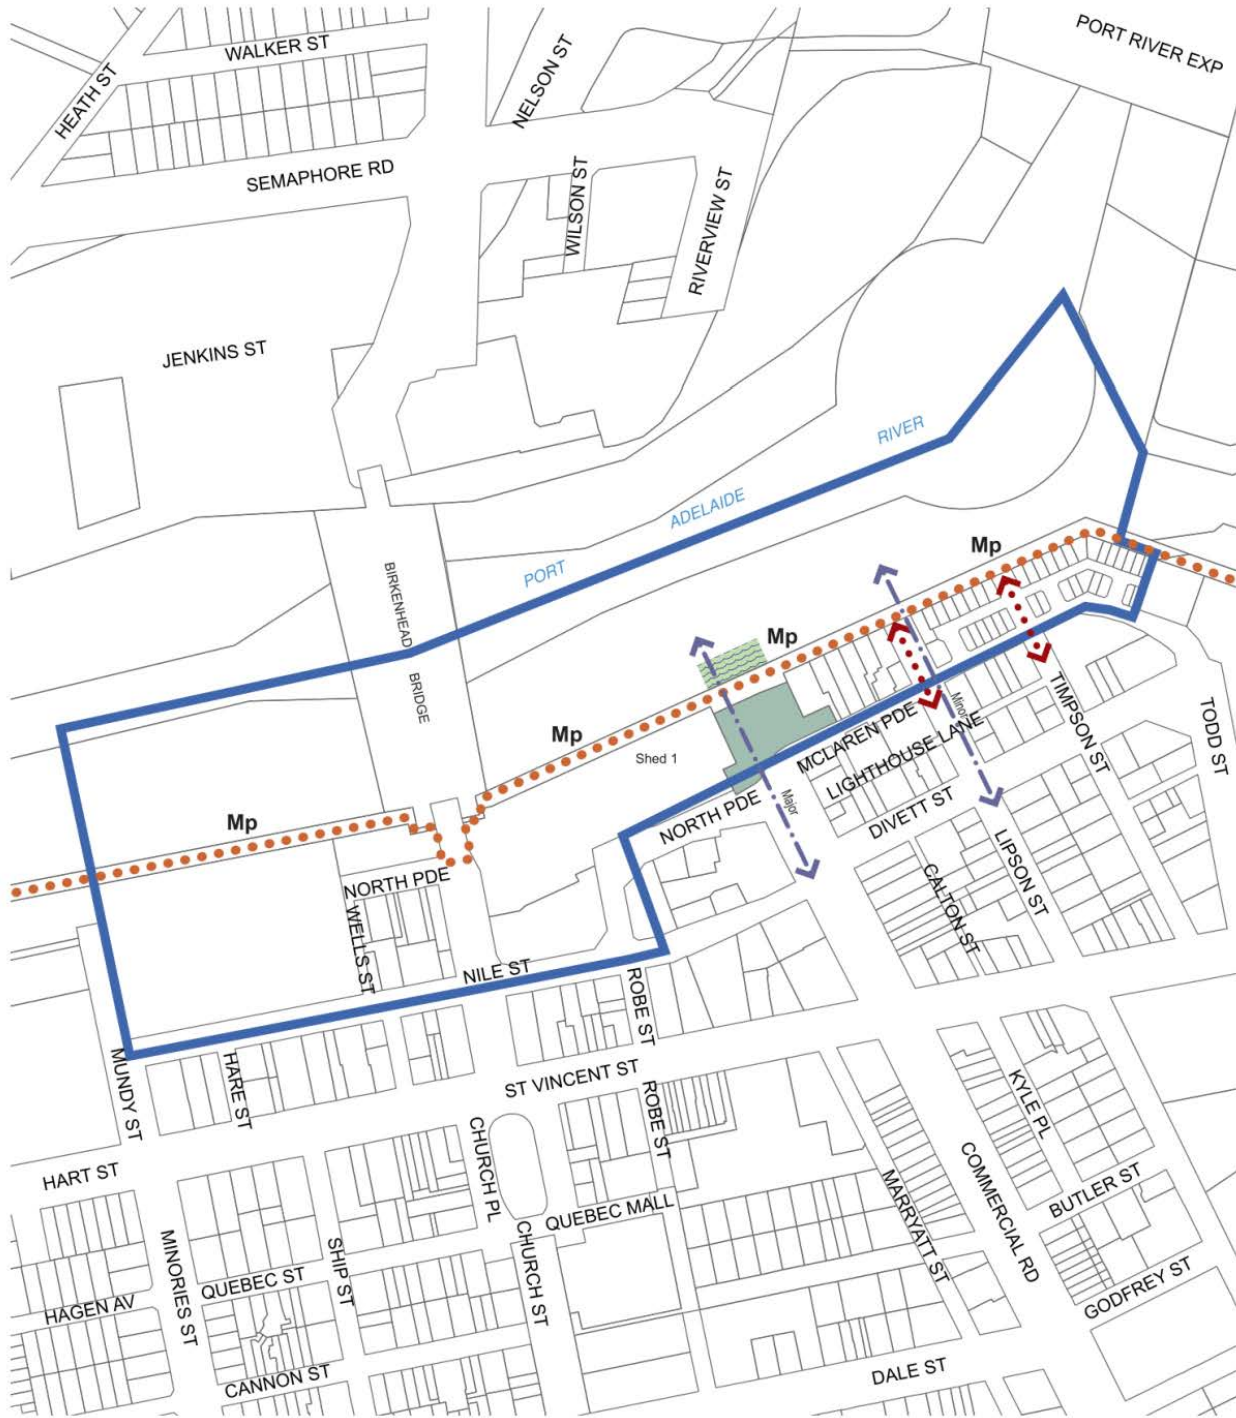 PORT RIVER EXP
WALKER ST
HEATH ST
NELSON ST
SEMAPHORE RD
WILSON ST
RIVERVIEW ST
JENKINS ST
RIVER
ADELAIDE
PORT
BIRKENHEAD
BRIDGE
Mp
Mp
Mp
Mp
Shed 1
Minor
Major
MCLAREN PDE
LIGHTHOUSE LANE
TIMPSON ST
TODD ST
NORTH PDE
DIVETT ST
NORTH PDE
WELLS ST
CALTON ST
LIPSON ST
NILE ST
ROBE ST
MUNDY ST
HARE ST
ST VINCENT ST
ROBE ST
KYLE PL
HART ST
CHURCH PL
COMMERCIAL RD
MARRYATT ST
BUTLER ST
QUEBEC MALL
MINORIES ST
SHIP ST
CHURCH ST
QUEBEC ST
HAGEN AV
GODFREY ST
CANNON ST
DALE ST